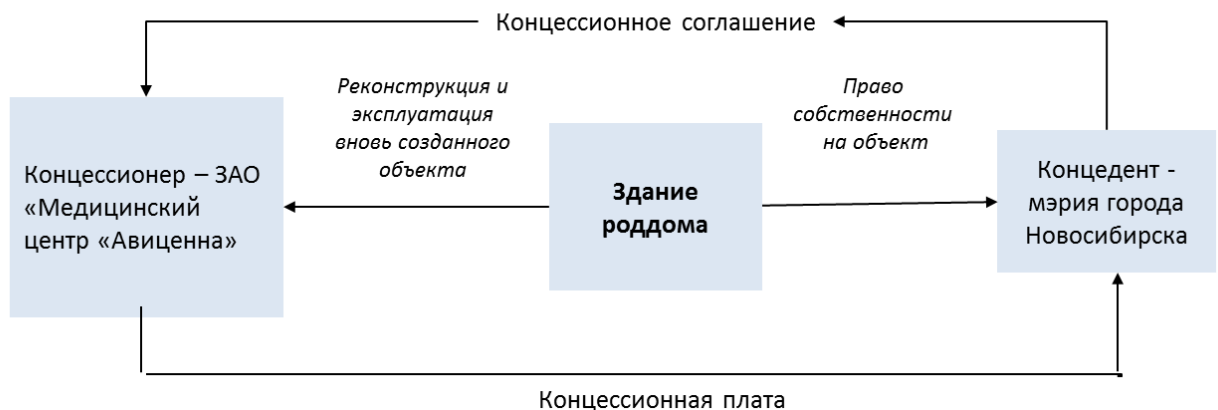 Концессионное соглашение
Реконструкция и
эксплуатация
вновь созданного
объекта
Право
собственности
на объект
Концессионер – ЗАО
«Медицинский
центр «Авиценна»
Здание
роддома
Концедент -
мэрия города
Новосибирска
Концессионная плата